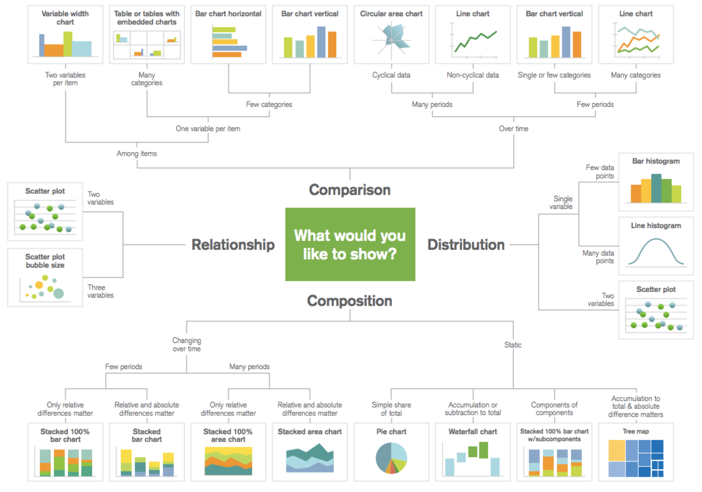 Variable width
chart
Table or tables with
embedded charts
Bar chart horizontal
Bar chart vertical
Circular area chart
Line chart
Bar chart vertical
Line chart
Two variables
per item
Many
categories
Cyclical data
Non-cyclical data
Single or few categories
Many categories
Few categories
Many periods
Few periods
One variable per item
Over time
Among items
Comparison
Scatter plot
Two
variables
Scatter plot
bubble size
Three
variables
Relationship
What would you
like to show?
Distribution
Single
variable
Few data
points
Bar histogram
Many data
points
Line histogram
Two
variables
Scatter plot
Composition
Changing
over time
Static
Few periods
Many periods
Only relative
differences matter
Relative and absolute
differences matter
Only relative
differences matter
Relative and absolute
differences matter
Simple share
of total
Accumulation or
subtraction to total
Components of
components
Accumulation to
total & absolute
difference matters
Stacked 100%
bar chart
Stacked
bar chart
Stacked 100%
area chart
Stacked area chart
Pie chart
Waterfall chart
Stacked 100% bar chart
w/subcomponents
Tree map